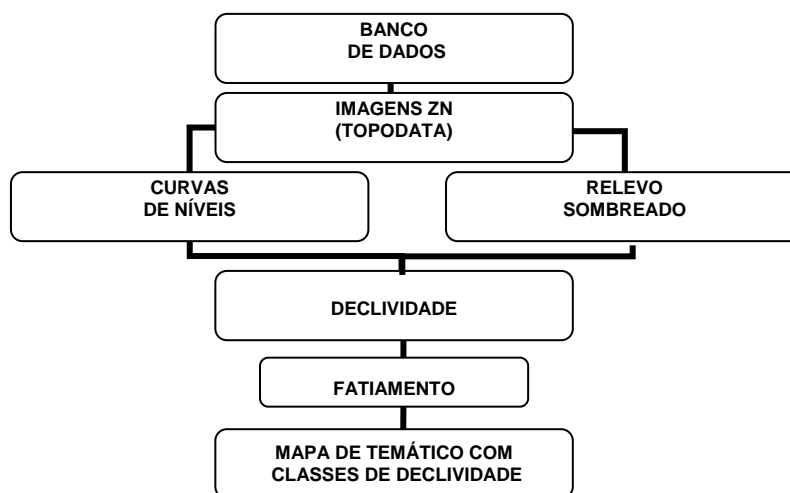 BANCO
DE DADOS
IMAGENS ZN
(TOPODATA)
CURVAS
DE NÍVEIS
RELEVO
SOMBREADO
DECLIVIDADE
FATIAMENTO
MAPA DE TEMÁTICO COM
CLASSES DE DECLIVIDADE